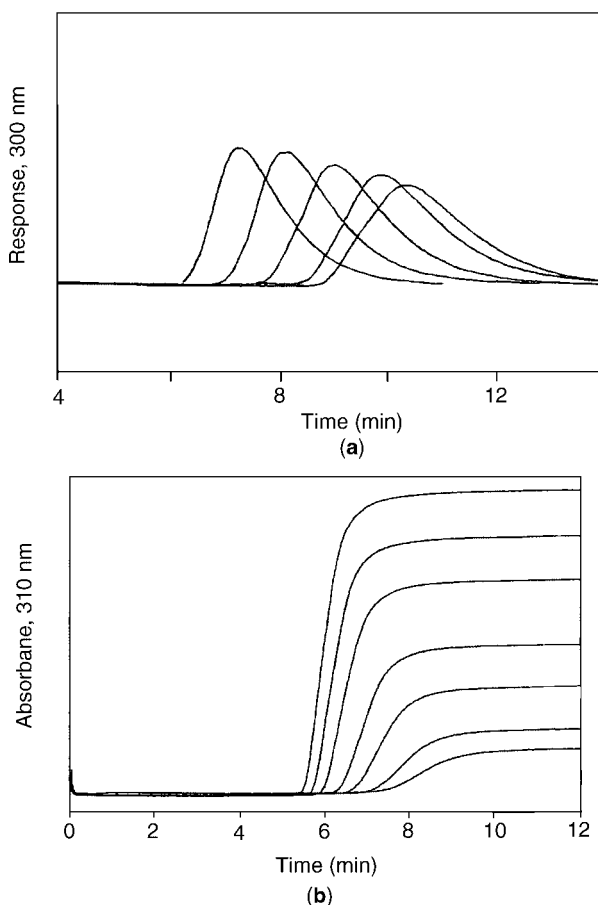 Response, 300 nm
4 8 12
Time (min)
(a)
Absorbane, 310 nm
0 2 4 6 8 10 12
Time (min)
(b)